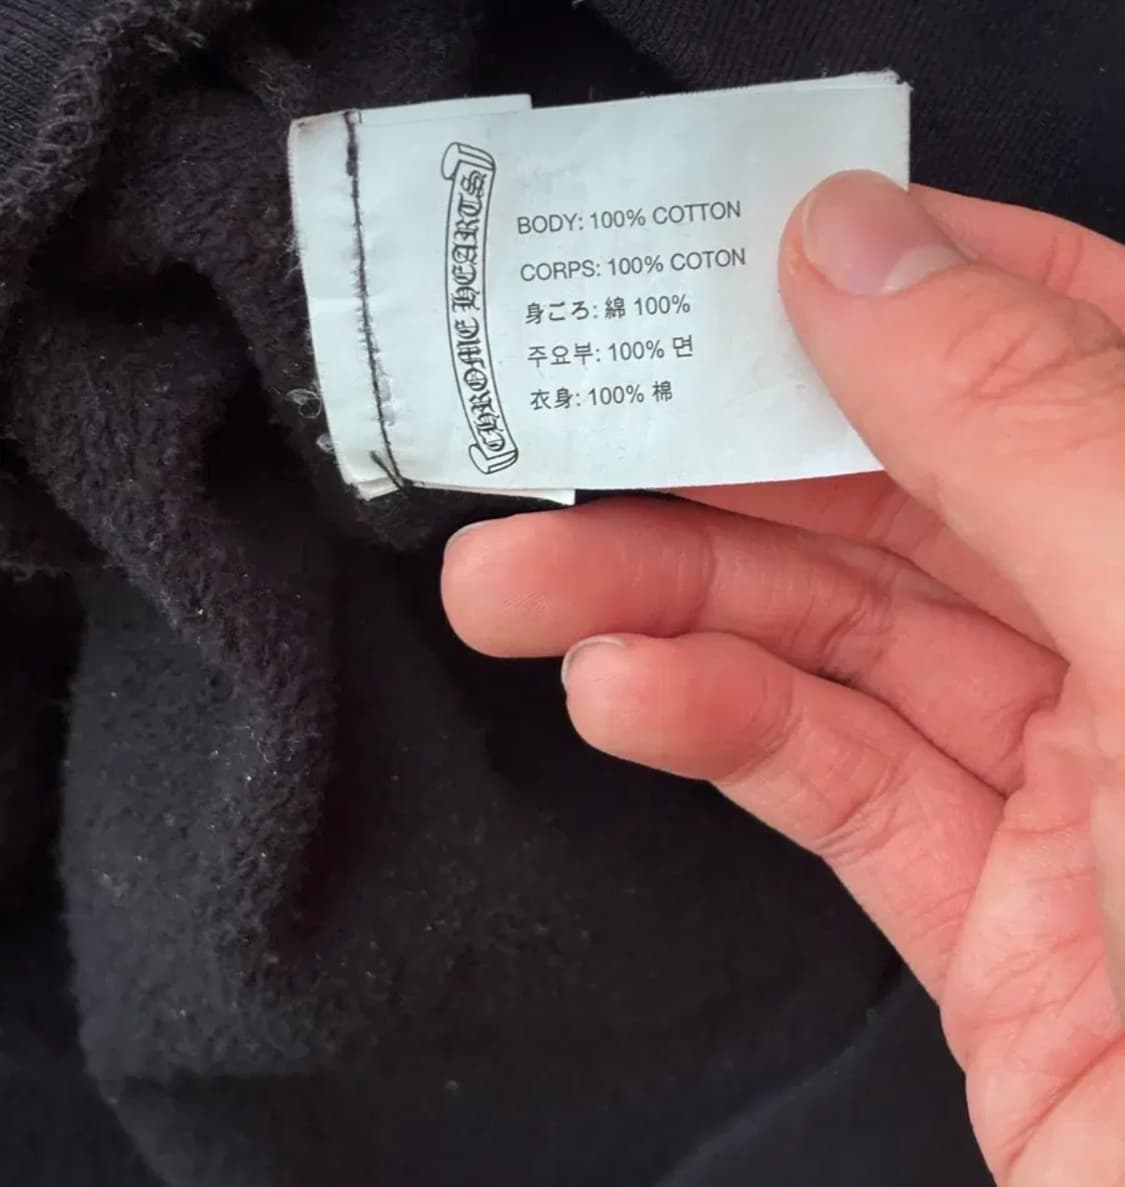 CHROME HEARTS
BODY: 100% COTTON
CORPS: 100% COTON
身ごろ: 綿 100%
주요부: 100% 면
衣身: 100% 棉